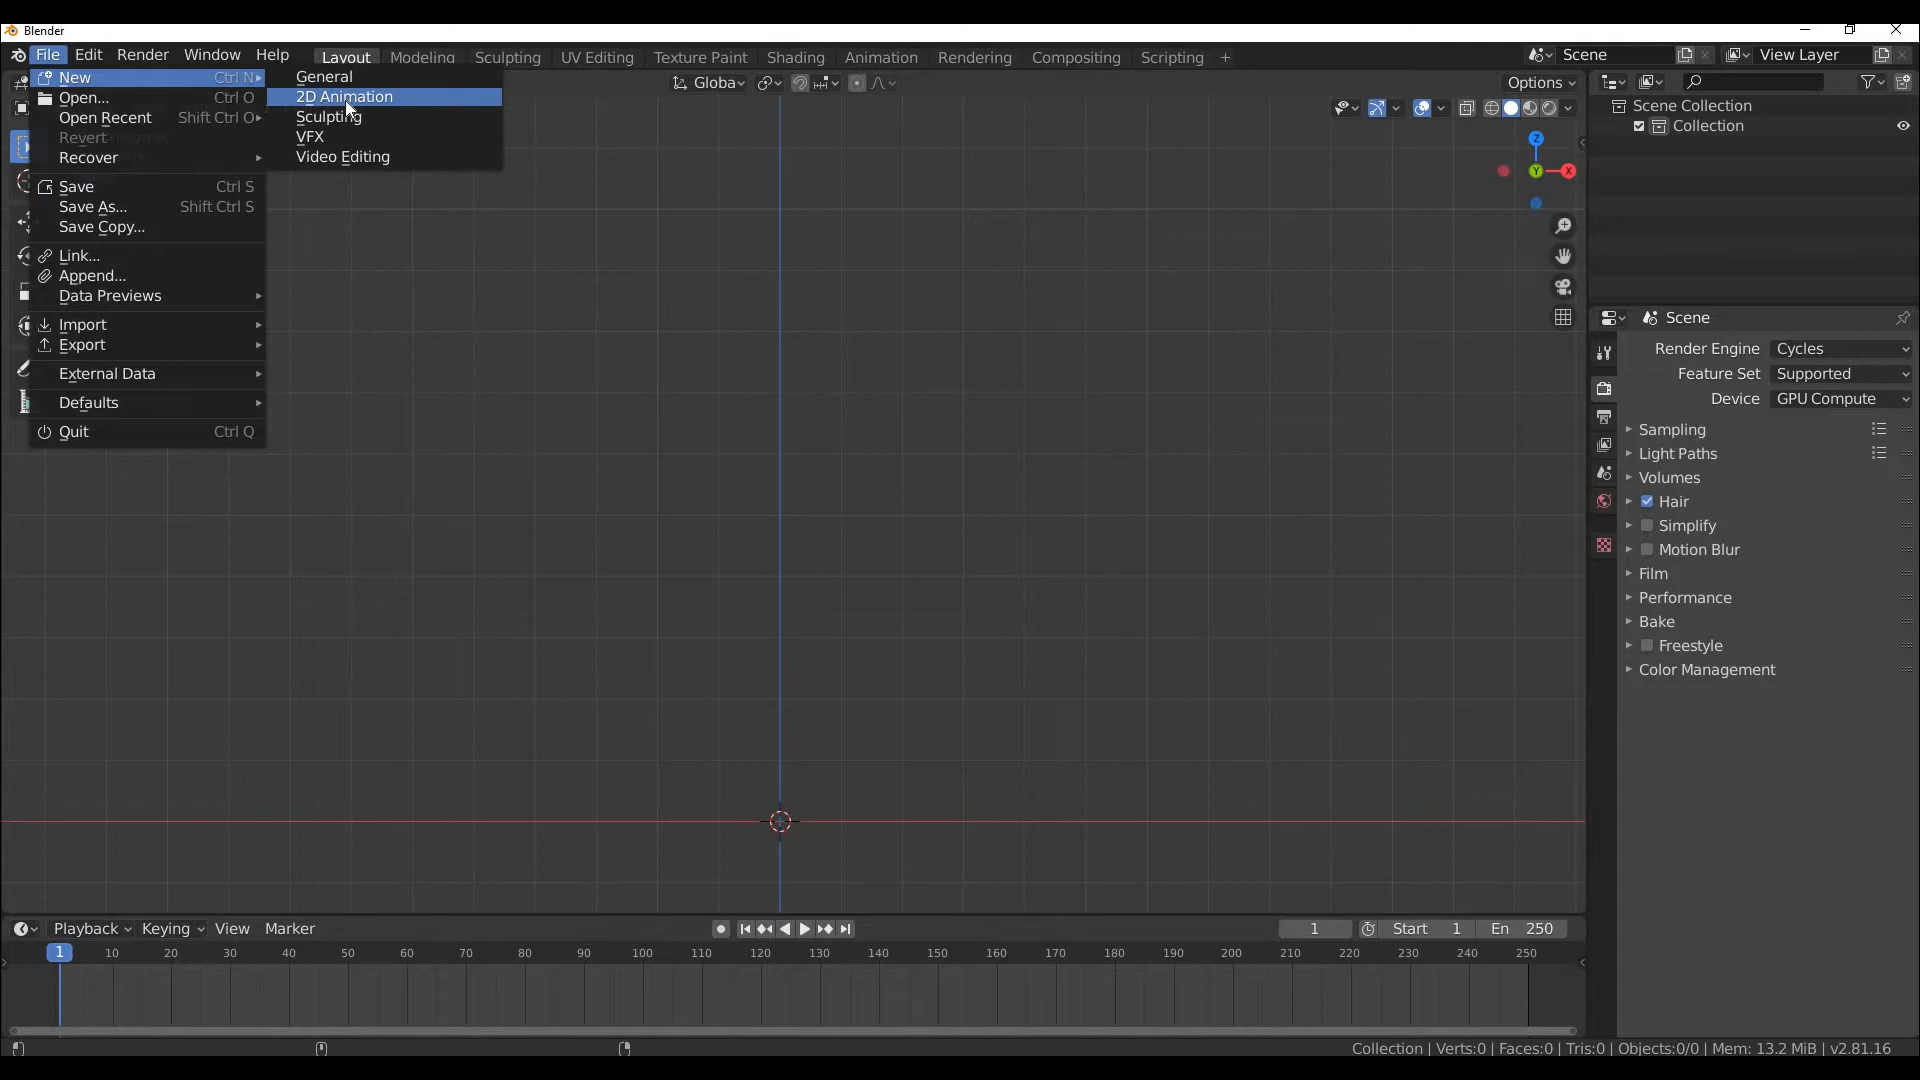 Blender
File Edit Render Window Help Layout Modeling Sculpting UV Editing Texture Paint Shading Animation Rendering Compositing Scripting + Scene View Layer
New Ctrl N
Open... Ctrl O
Open Recent Shift Ctrl O
Revert
Recover
Save Ctrl S
Save As... Shift Ctrl S
Save Copy...
Link...
Append...
Data Previews
Import
Export
External Data
Defaults
Quit Ctrl Q
General
2D Animation
Sculpting
VFX
Video Editing
Globa
Options
Z
Y
X
Scene Collection
Collection
Scene
Render Engine Cycles
Feature Set Supported
Device GPU Compute
Sampling
Light Paths
Volumes
Hair
Simplify
Motion Blur
Film
Performance
Bake
Freestyle
Color Management
Playback Keying View Marker 1 Start 1 En 250
1 10 20 30 40 50 60 70 80 90 100 110 120 130 140 150 160 170 180 190 200 210 220 230 240 250
Collection | Verts:0 | Faces:0 | Tris:0 | Objects:0/0 | Mem: 13.2 MiB | v2.81.16